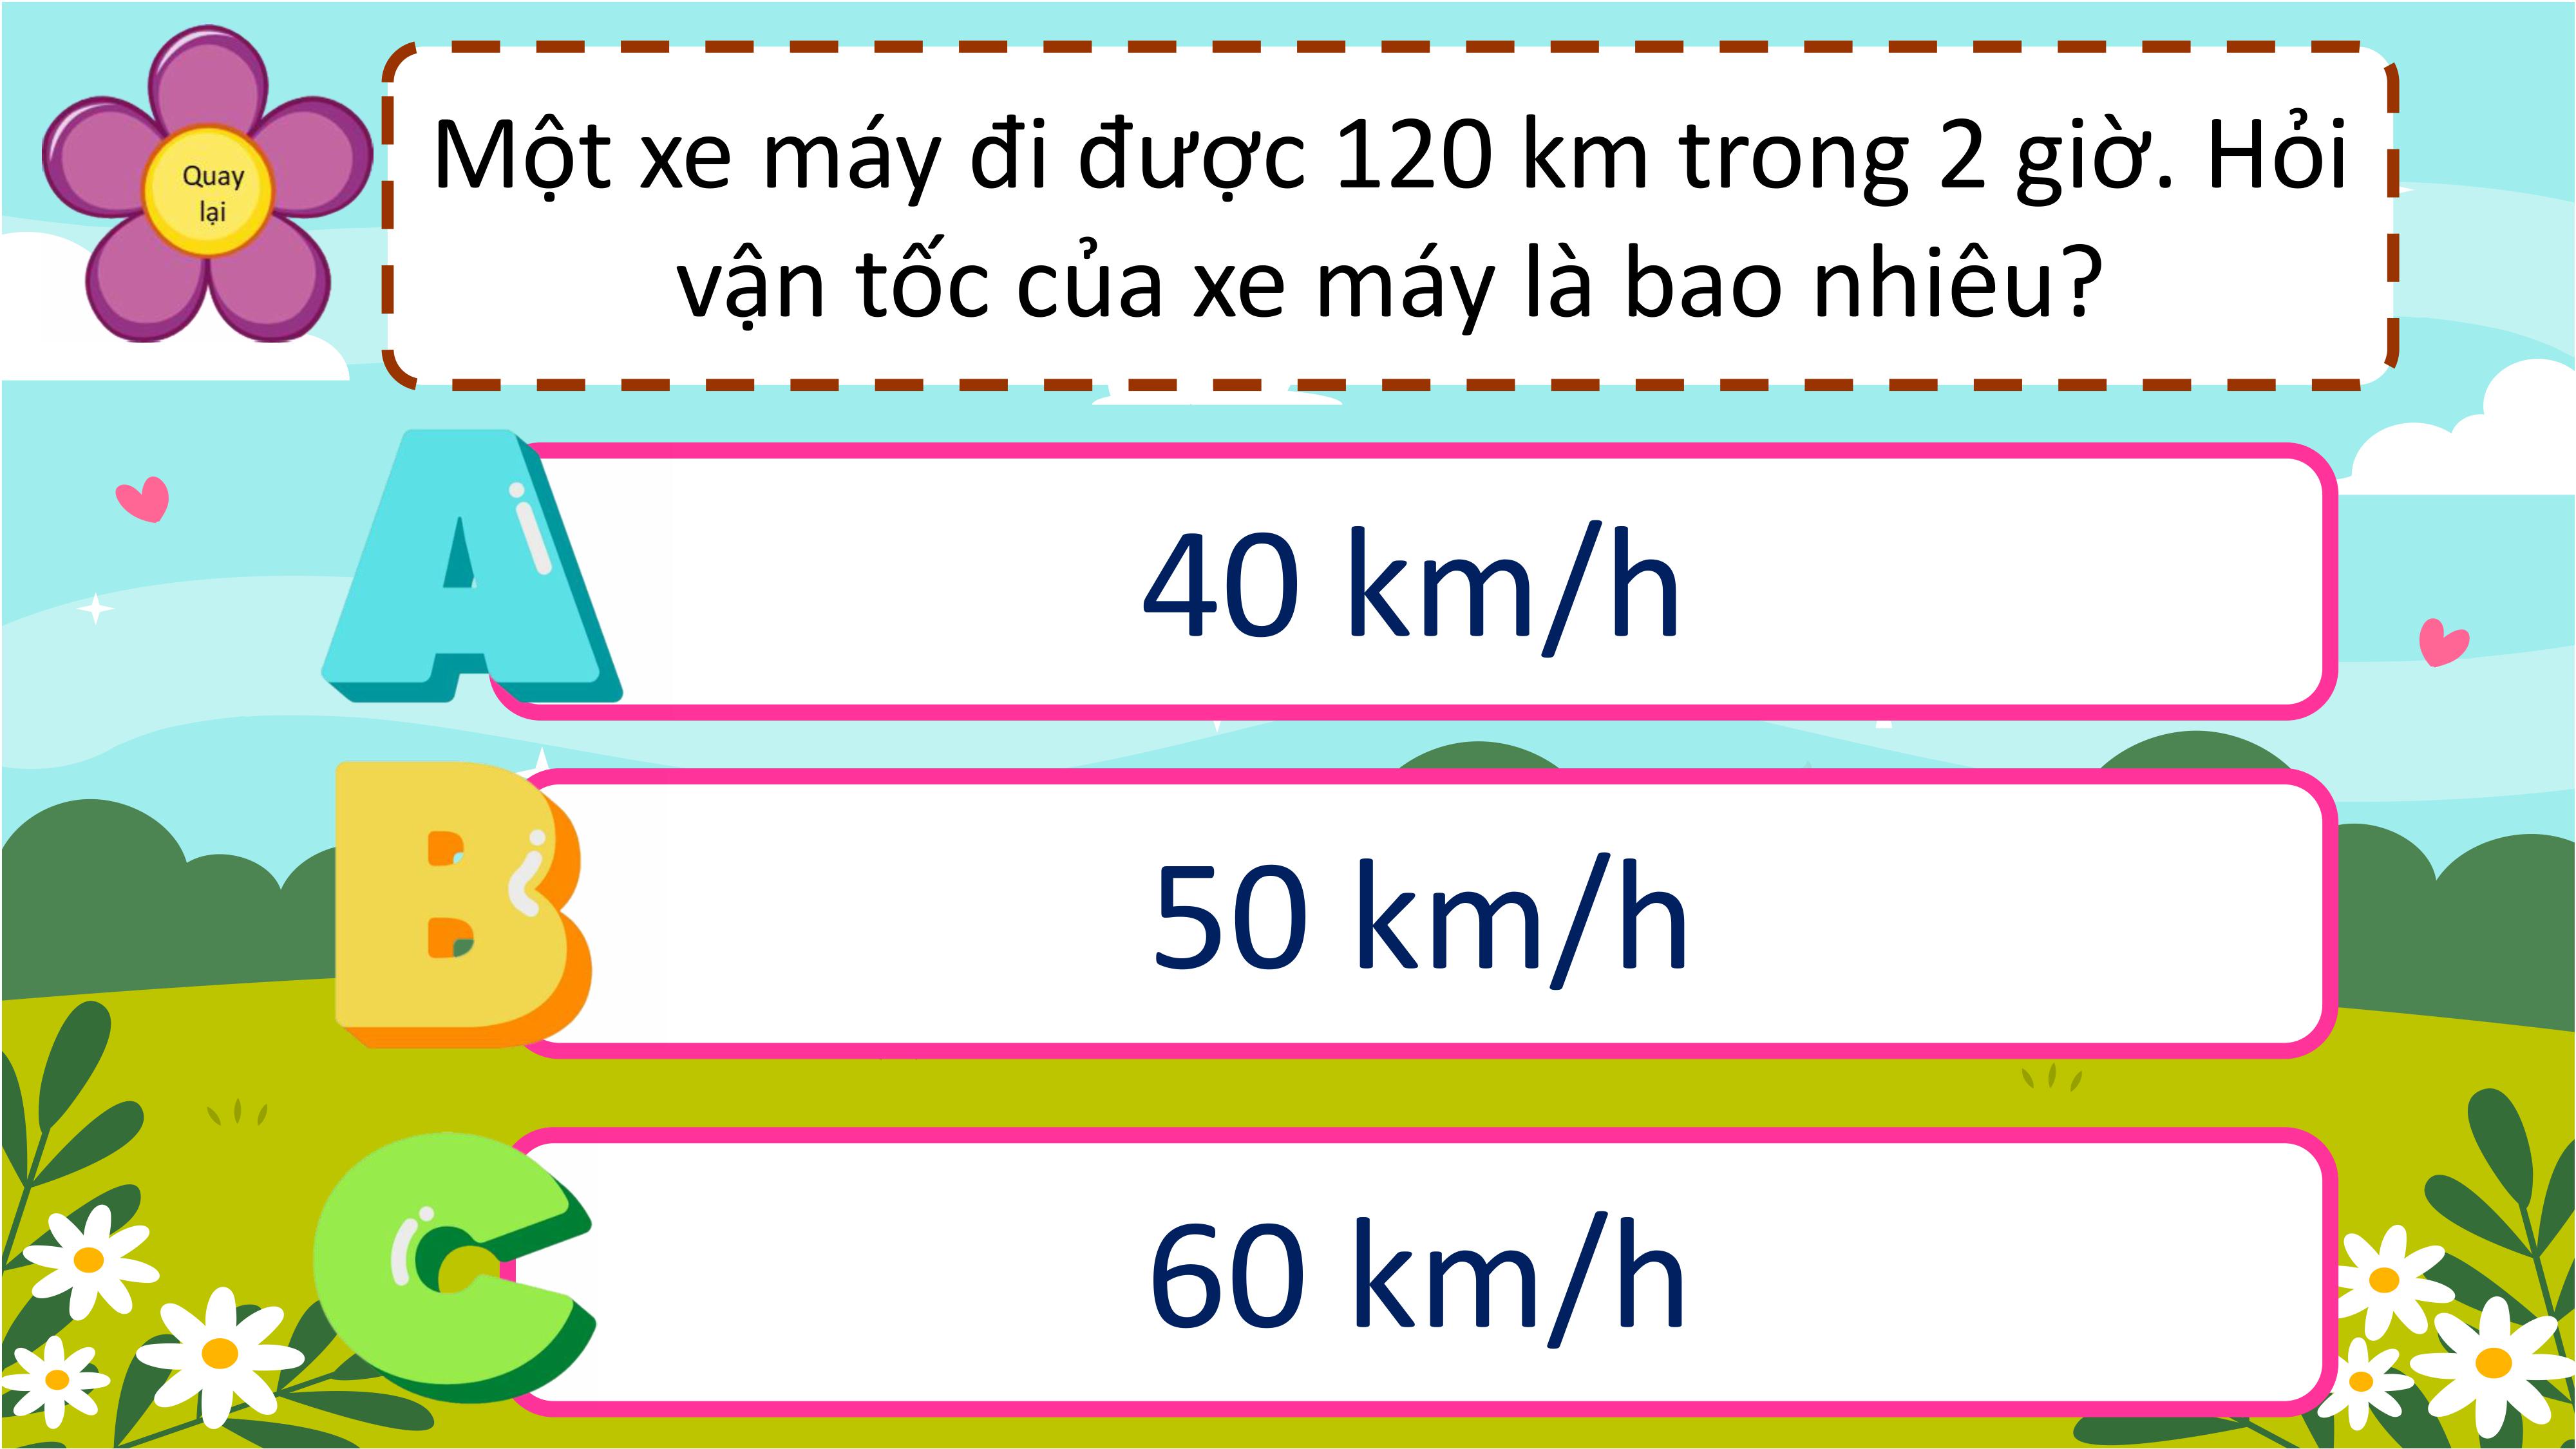 Quay
lại
Một xe máy đi được 120 km trong 2 giờ. Hỏi
vận tốc của xe máy là bao nhiêu?
A
40 km/h
B
50 km/h
C
60 km/h